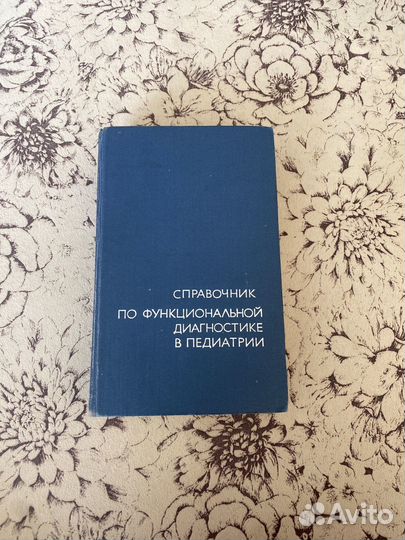 СПРАВОЧНИК
ПО ФУНКЦИОНАЛЬНОЙ
ДИАГНОСТИКЕ
В ПЕДИАТРИИ
Avito